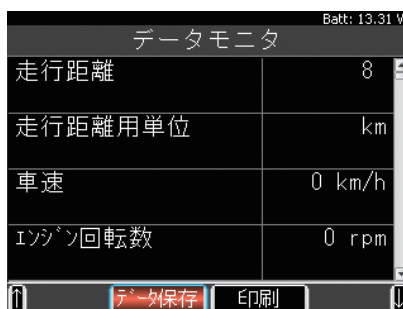 Batt: 13.31 V
データモニタ
走行距離 8
走行距離用単位 km
車速 0 km/h
ｴﾝｼﾞﾝ回転数 0 rpm
↑ ﾃﾞｰﾀ保存 印刷 ↓